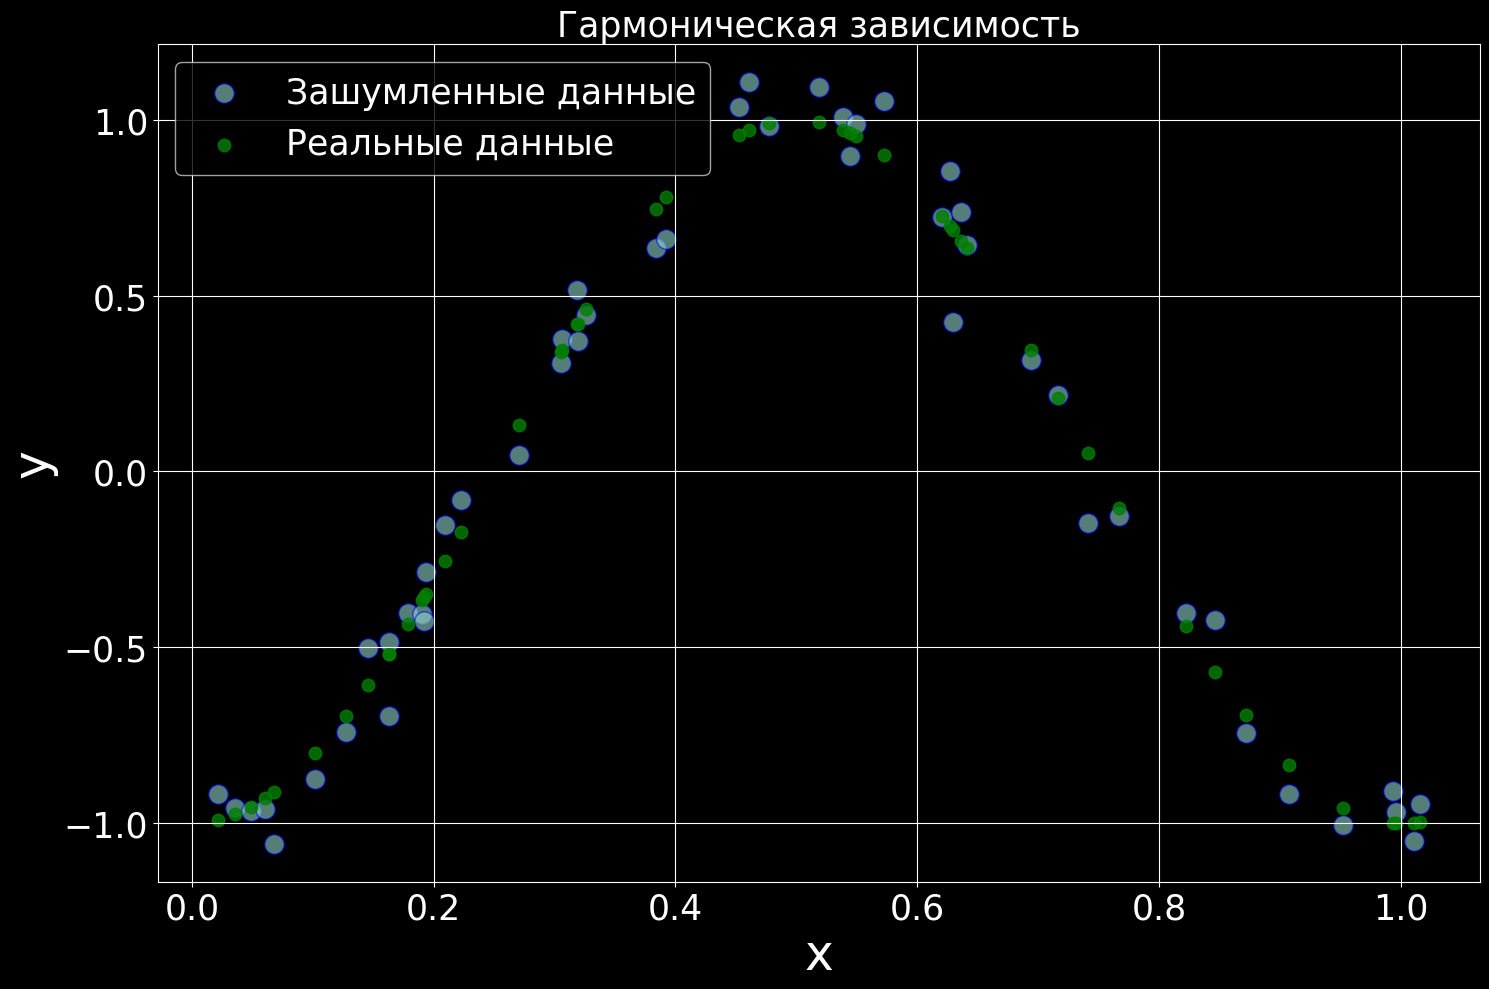 Гармоническая зависимость
Зашумленные данные
Реальные данные
1.0
0.5
0.0
−0.5
−1.0
y
0.0 0.2 0.4 0.6 0.8 1.0
x